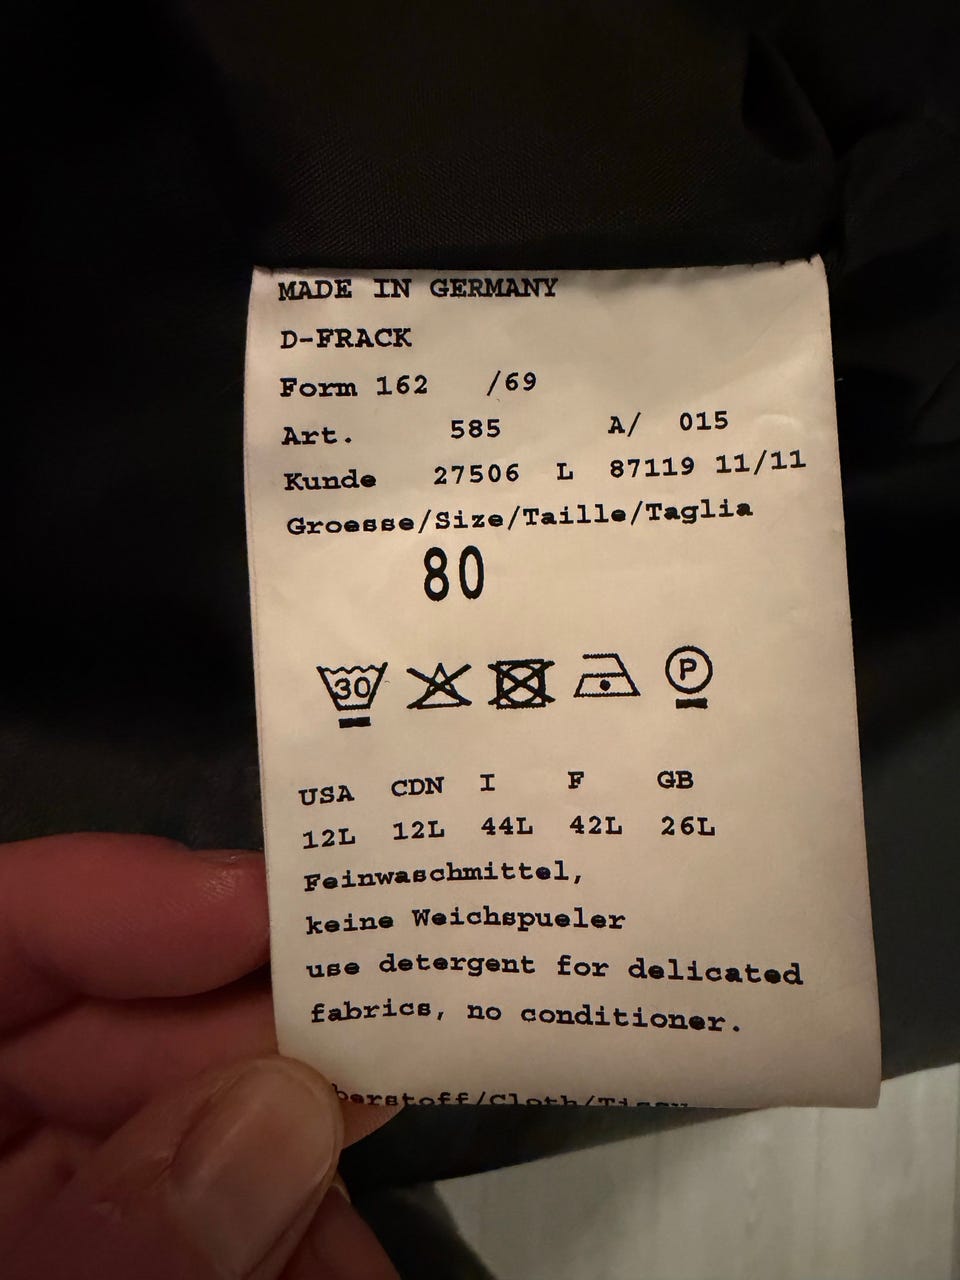 MADE IN GERMANY
D-FRACK
Form 162 /69
Art. 585 A/ 015
Kunde 27506 L 87119 11/11
Groesse/Size/Taille/Taglia
80
30 P
USA CDN I F GB
12L 12L 44L 42L 26L
Feinwaschmittel,
keine Weichspueler
use detergent for delicated
fabrics, no conditioner.
/Cloth/